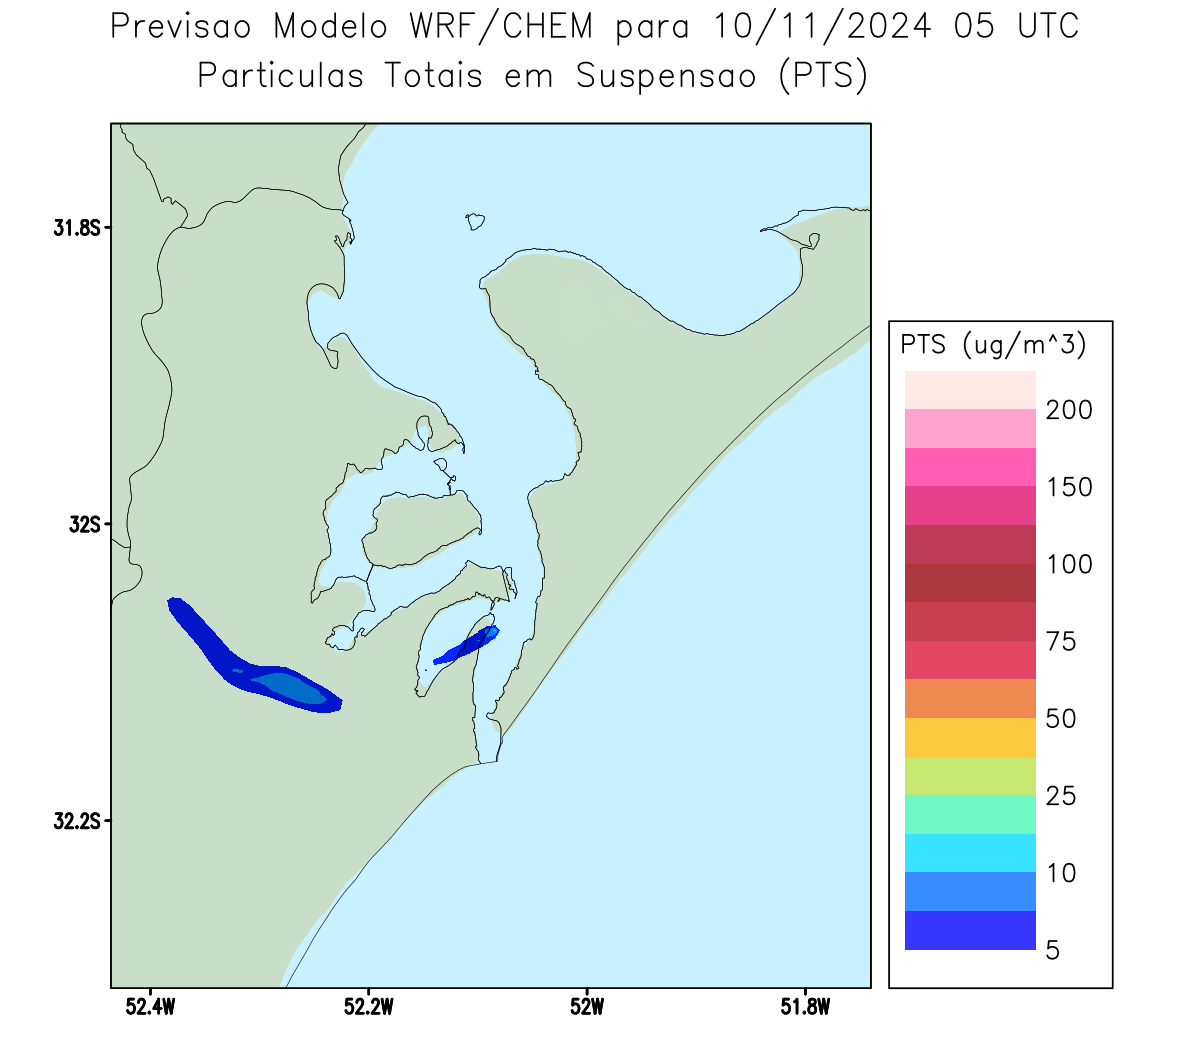 Previsao Modelo WRF/CHEM para 10/11/2024 05 UTC
Particulas Totais em Suspensao (PTS)
31.8S
32S
32.2S
52.4W
52.2W
52W
51.8W
PTS (ug/m^3)
200
150
100
75
50
25
10
5